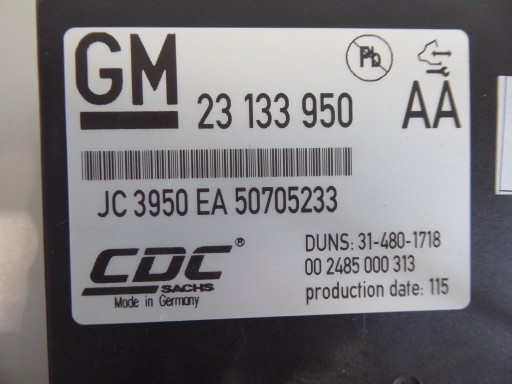 GM
Pb
23 133 950 AA
JC 3950 EA 50705233
CDC®
SACHS
Made in Germany
DUNS: 31-480-1718
00 2485 000 313
production date: 115